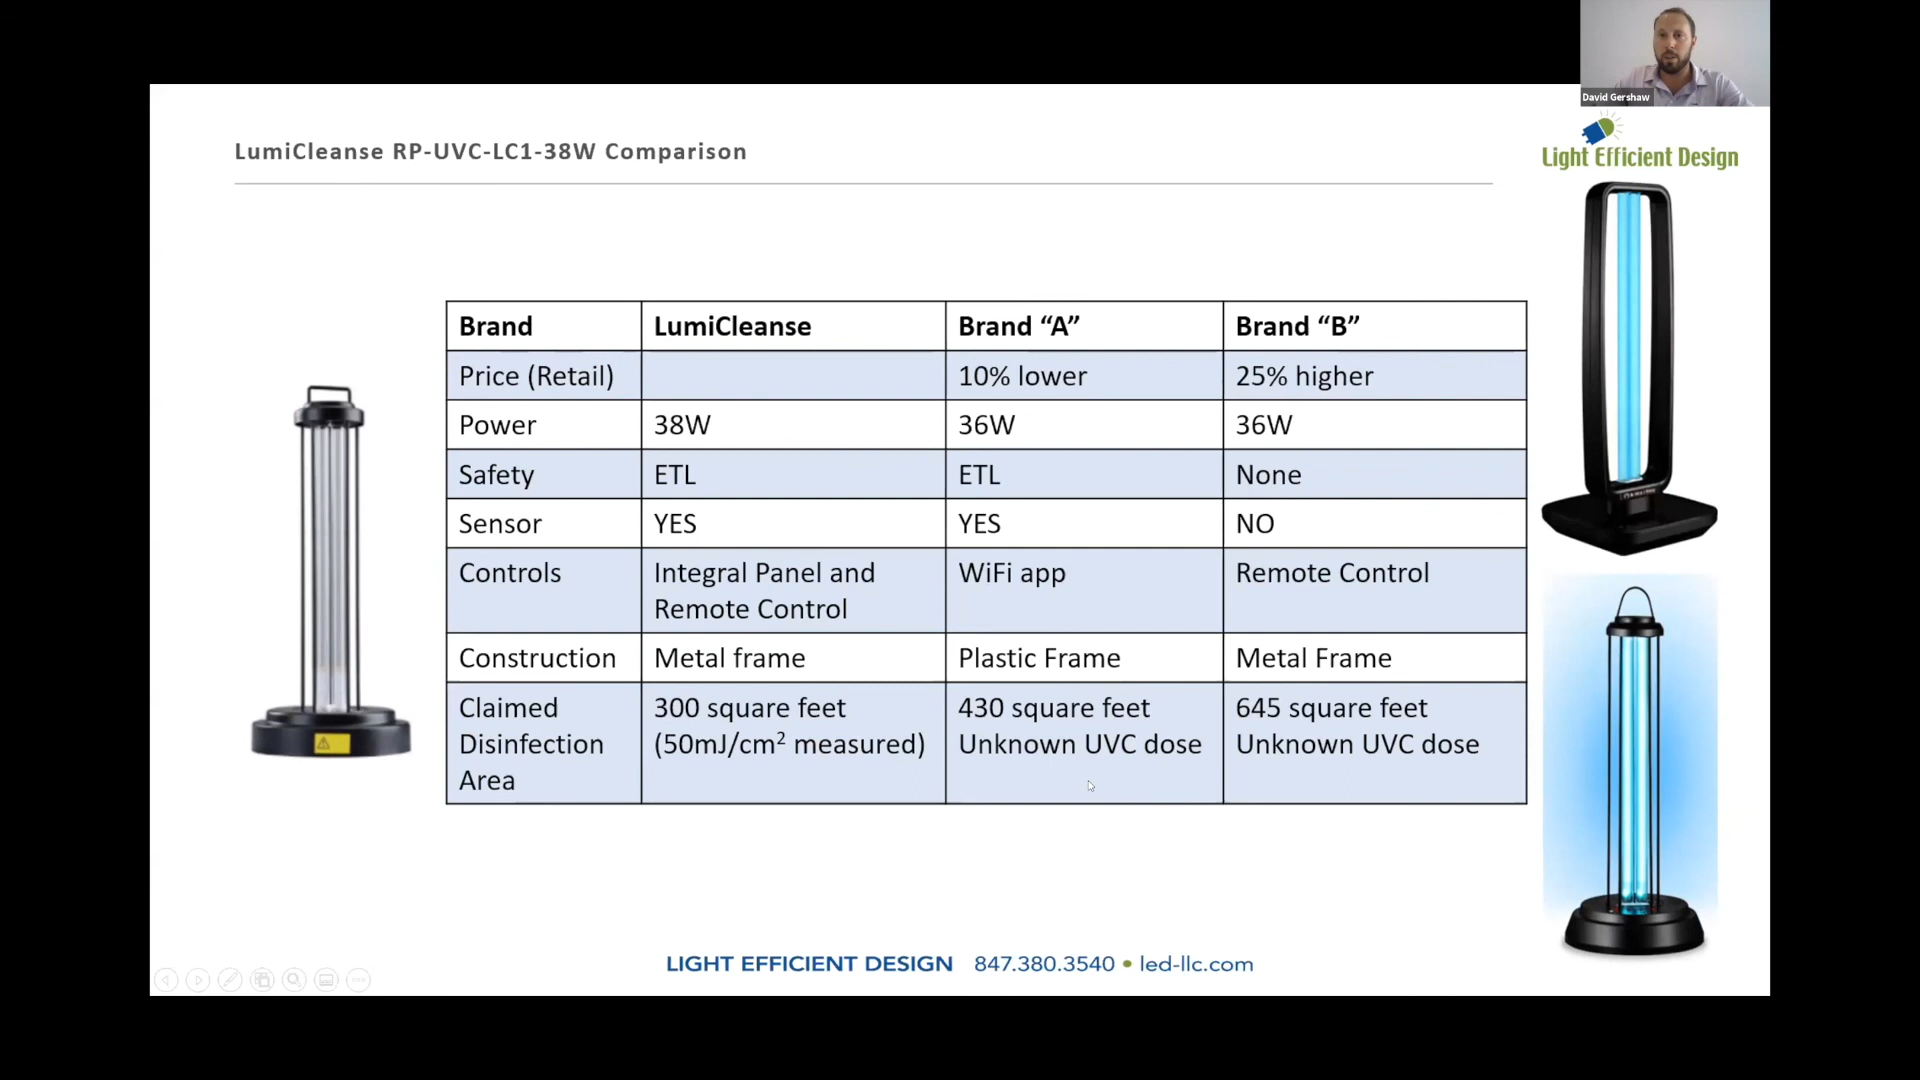 David Gershaw
LumiCleanse RP-UVC-LC1-38W Comparison
Light Efficient Design
Brand LumiCleanse Brand “A” Brand “B”
Price (Retail) 10% lower 25% higher
Power 38W 36W 36W
Safety ETL ETL None
Sensor YES YES NO
Controls Integral Panel and WiFi app Remote Control
Remote Control
Construction Metal frame Plastic Frame Metal Frame
Claimed 300 square feet 430 square feet 645 square feet
Disinfection (50mJ/cm² measured) Unknown UVC dose Unknown UVC dose
Area
LIGHT EFFICIENT DESIGN 847.380.3540 • led-llc.com